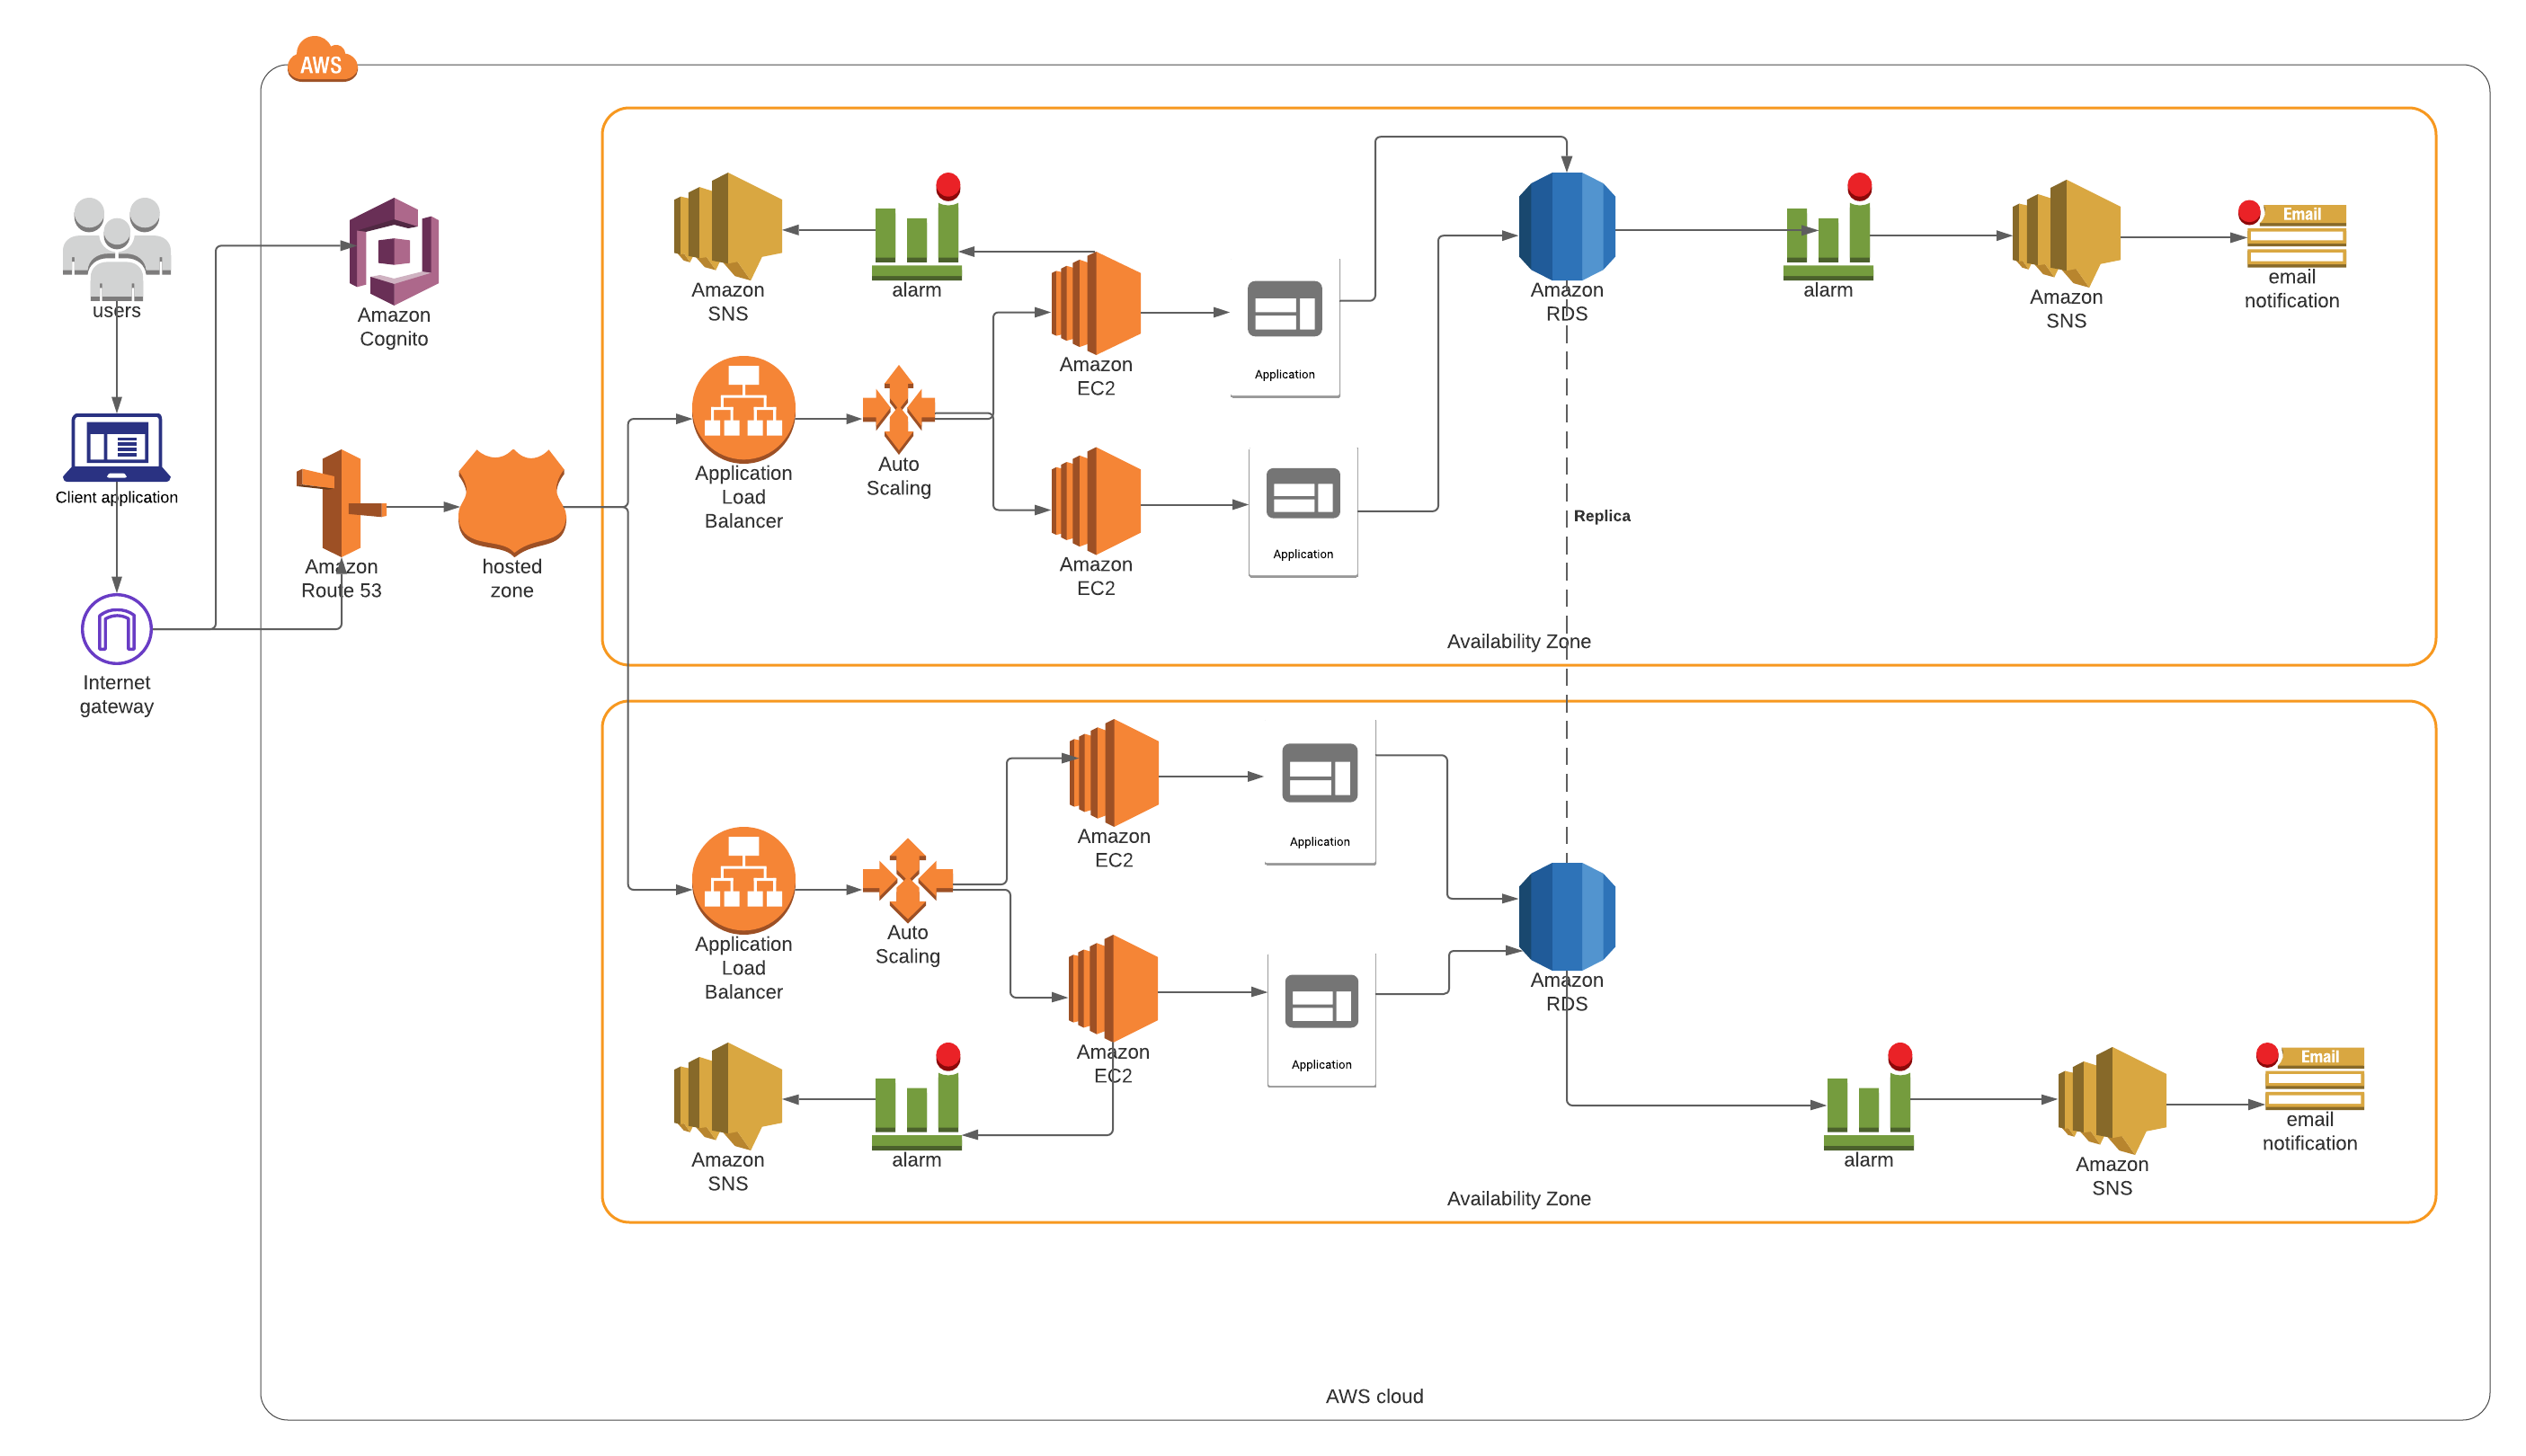 AWS
users
Client application
Internet
gateway
Amazon
Cognito
Amazon
Route 53
hosted
zone
Amazon
SNS
alarm
Application
Load
Balancer
Auto
Scaling
Amazon
EC2
Application
Amazon
EC2
Application
Amazon
RDS
alarm
Amazon
SNS
Email
email
notification
Replica
Availability Zone
Amazon
EC2
Application
Application
Load
Balancer
Auto
Scaling
Amazon
EC2
Application
Amazon
RDS
Amazon
SNS
alarm
alarm
Amazon
SNS
Email
email
notification
Availability Zone
AWS cloud